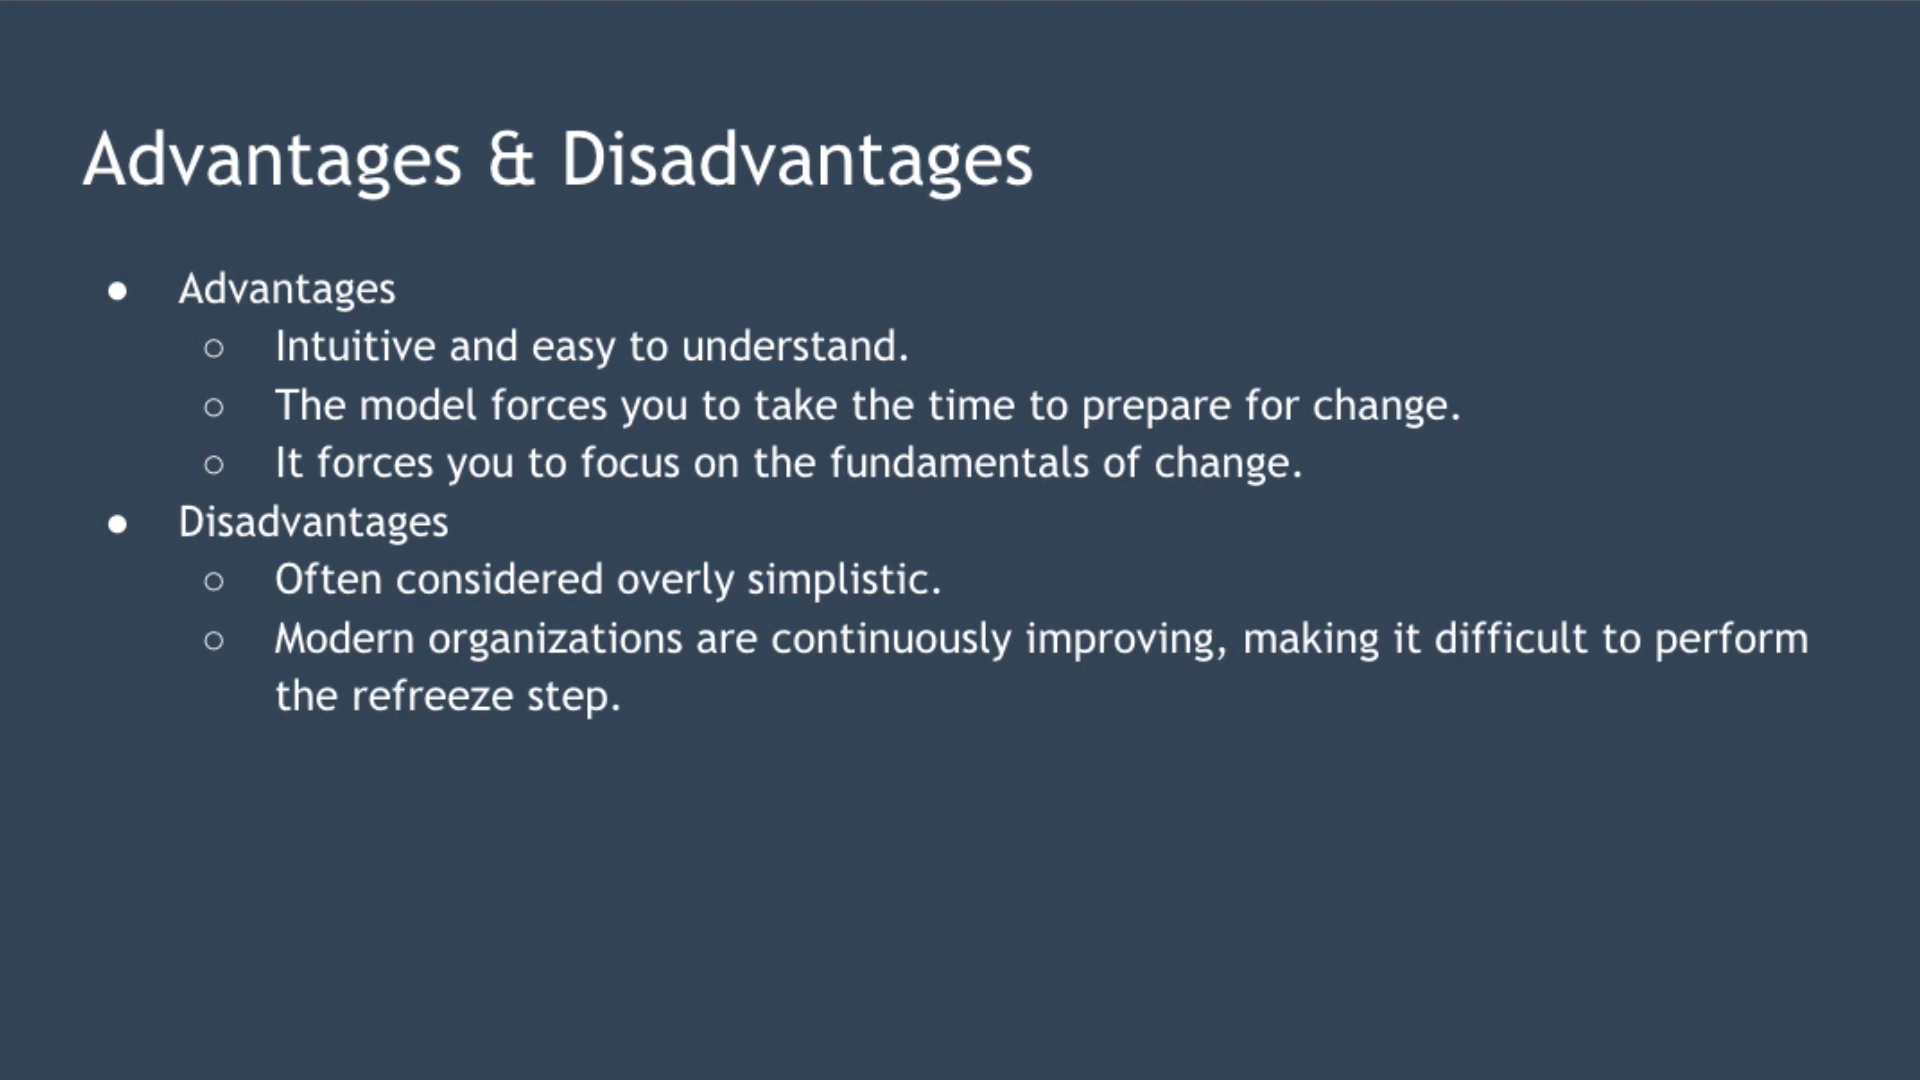 Advantages & Disadvantages
● Advantages
○ Intuitive and easy to understand.
○ The model forces you to take the time to prepare for change.
○ It forces you to focus on the fundamentals of change.
● Disadvantages
○ Often considered overly simplistic.
○ Modern organizations are continuously improving, making it difficult to perform
the refreeze step.